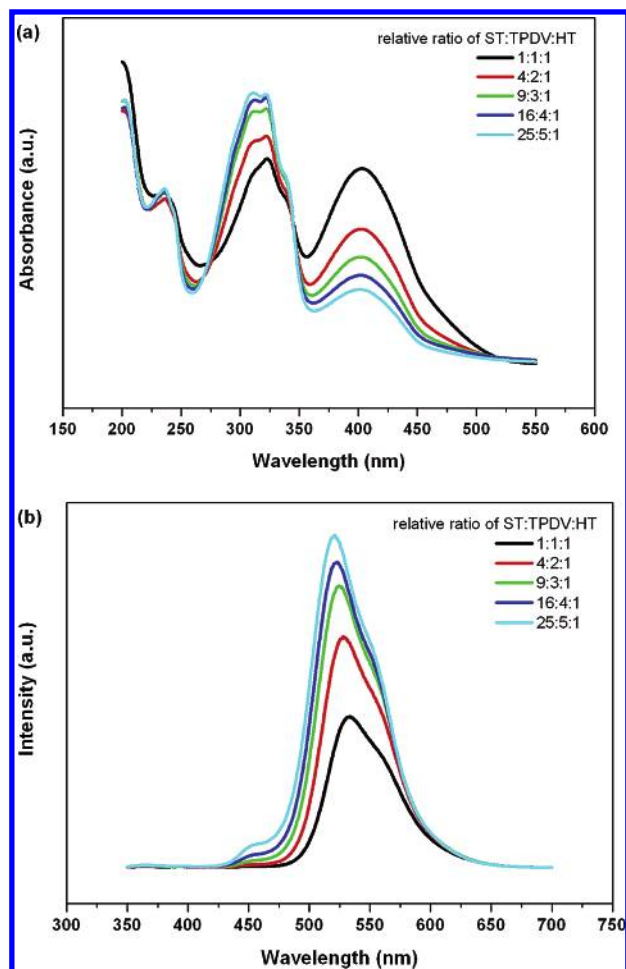 (a)
relative ratio of ST:TPDV:HT
1:1:1
4:2:1
9:3:1
16:4:1
25:5:1
Absorbance (a.u.)
150 200 250 300 350 400 450 500 550 600
Wavelength (nm)
(b)
relative ratio of ST:TPDV:HT
1:1:1
4:2:1
9:3:1
16:4:1
25:5:1
Intensity (a.u.)
300 350 400 450 500 550 600 650 700 750
Wavelength (nm)